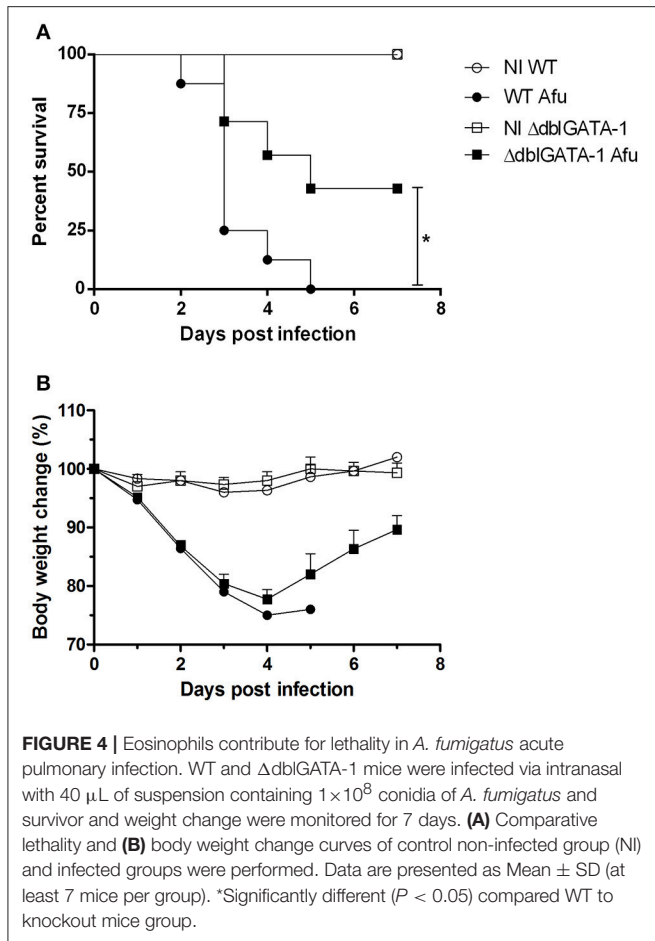 A
100
75
50
25
0
Percent survival
0 2 4 6 8
Days post infection
*
NI WT
WT Afu
NI ΔdblGATA-1
ΔdblGATA-1 Afu
B
110
100
90
80
70
Body weight change (%)
0 2 4 6 8
Days post infection
FIGURE 4 | Eosinophils contribute for lethality in A. fumigatus acute
pulmonary infection. WT and ΔdblGATA-1 mice were infected via intranasal
with 40 μL of suspension containing 1×10⁸ conidia of A. fumigatus and
survivor and weight change were monitored for 7 days. (A) Comparative
lethality and (B) body weight change curves of control non-infected group (NI)
and infected groups were performed. Data are presented as Mean ± SD (at
least 7 mice per group). *Significantly different (P < 0.05) compared WT to
knockout mice group.